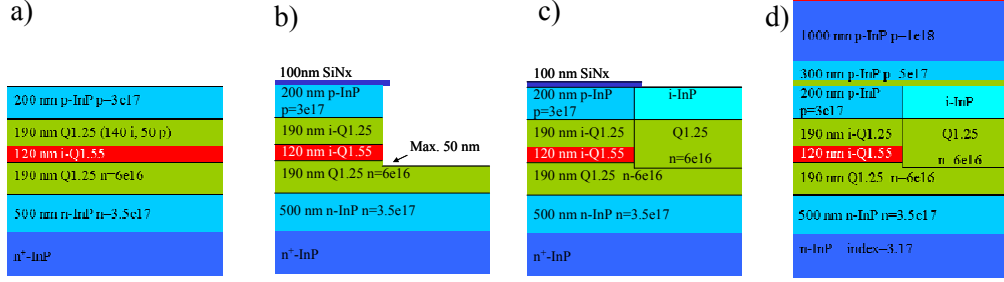 a)
200 nm p-InP p=3e17
190 nm Q1.25 (140 i, 50 p)
120 nm i-Q1.55
190 nm Q1.25 n=6e16
500 nm n-InP n=3.5e17
n+-InP
b)
100nm SiNx
200 nm p-InP
p=3e17
190 nm i-Q1.25
120 nm i-Q1.55
Max. 50 nm
190 nm Q1.25 n=6e16
500 nm n-InP n=3.5e17
n+-InP
c)
100 nm SiNx
200 nm p-InP
p=3e17
i-InP
190 nm i-Q1.25
Q1.25
120 nm i-Q1.55
n=6e16
190 nm Q1.25 n-6e16
500 nm n-InP n=3.5e17
n+-InP
d)
1000 nm p-InP p=1e18
300 nm p-InP p=5e17
200 nm p-InP
p=3e17
i-InP
190 nm i-Q1.25
Q1.25
120 nm i-Q1.55
n=6e16
190 nm Q1.25 n=6e16
500 nm n-InP n=3.5e17
n-InP index=3.17